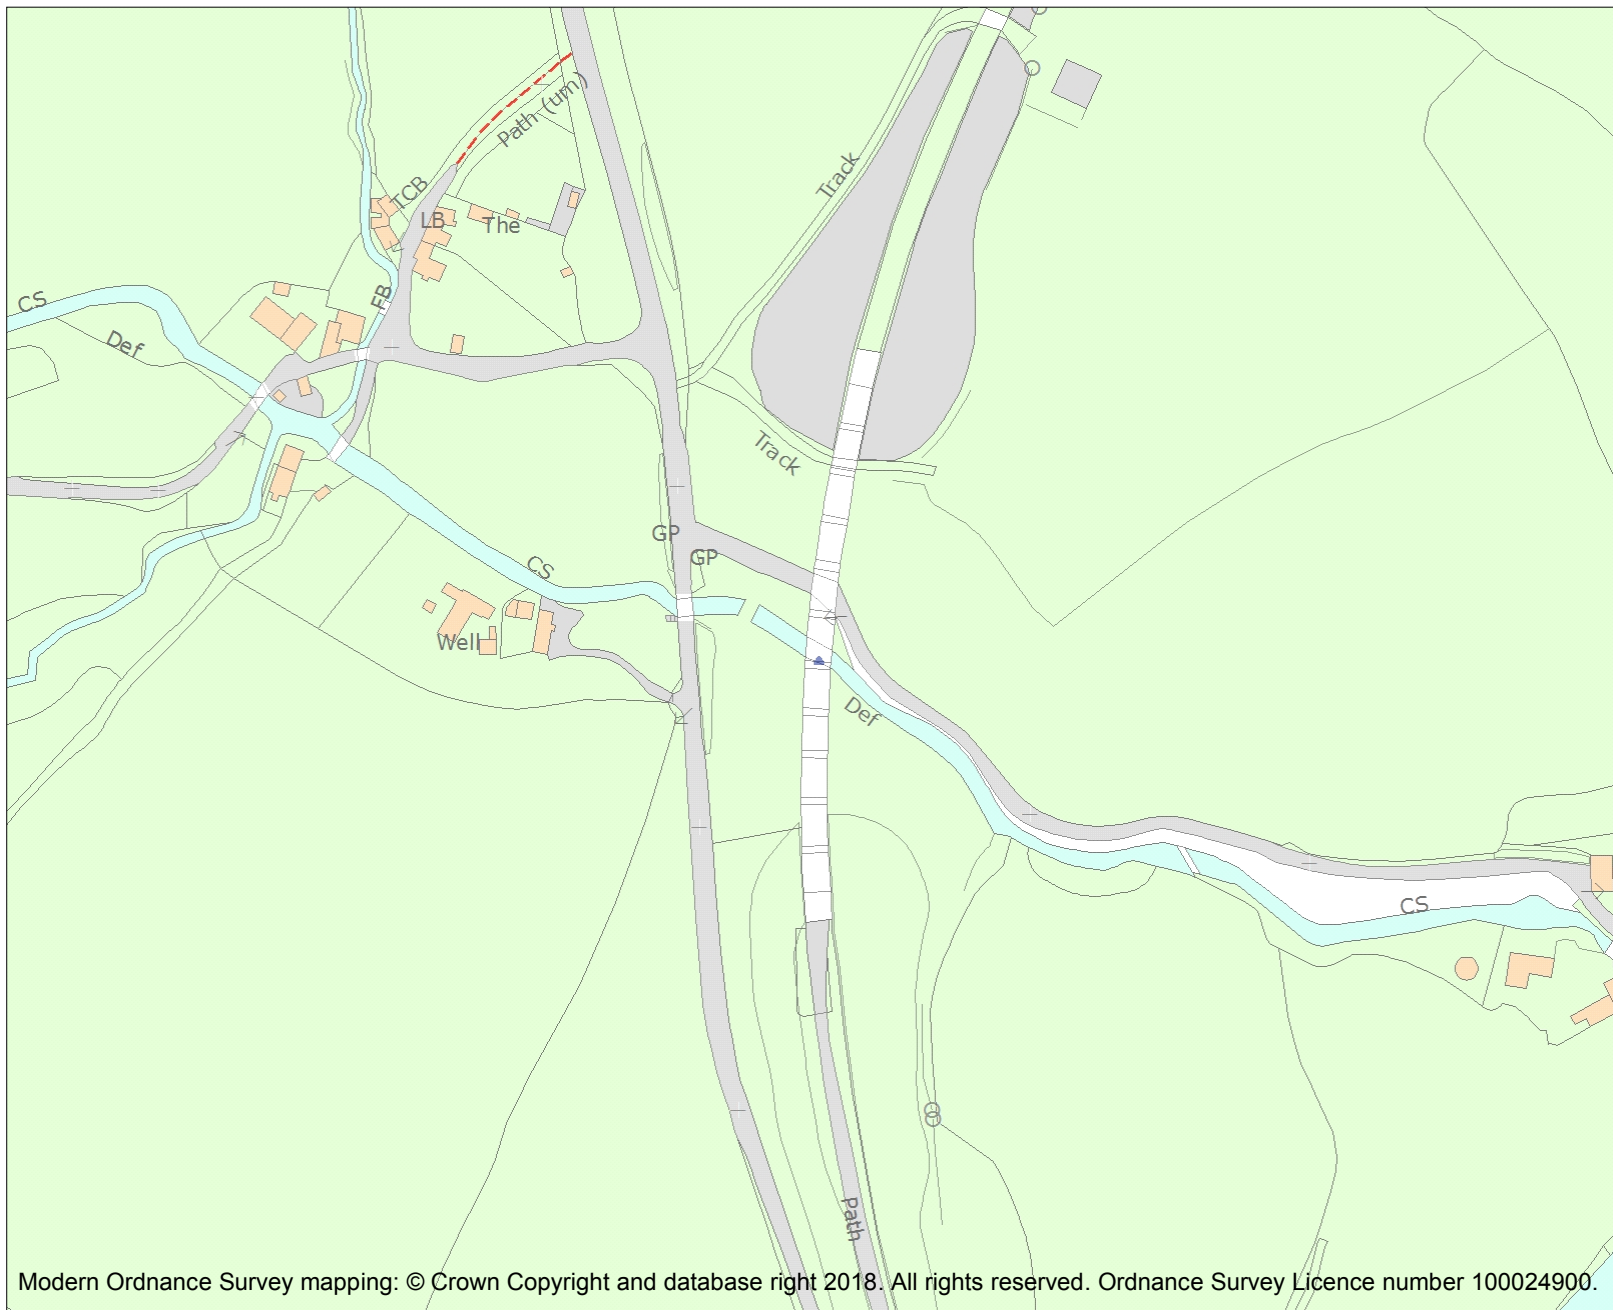 Path (um)
TCB
LB
The
Track
CS
FB
Def
Track
GP
GP
CS
Well
Def
CS
Path
Modern Ordnance Survey mapping: © Crown Copyright and database right 2018. All rights reserved. Ordnance Survey Licence number 100024900.